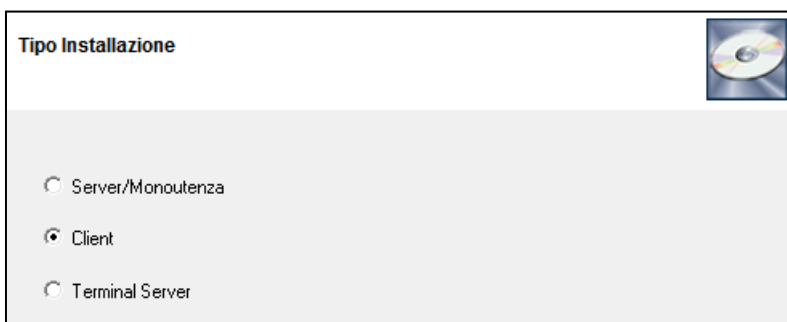 Tipo Installazione
Server/Monoutenza
Client
Terminal Server